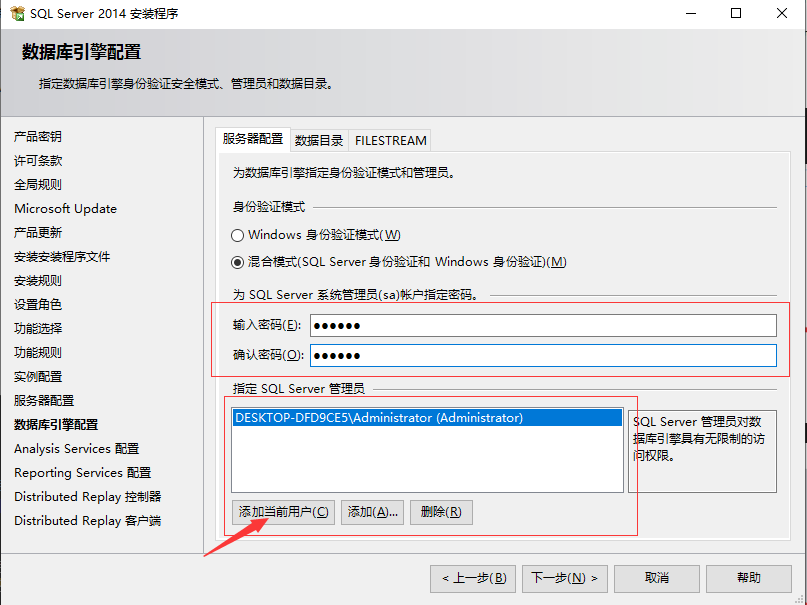 SQL Server 2014 安装程序
数据库引擎配置
指定数据库引擎身份验证安全模式、管理员和数据目录。
产品密钥
许可条款
全局规则
Microsoft Update
产品更新
安装安装程序文件
安装规则
设置角色
功能选择
功能规则
实例配置
服务器配置
数据库引擎配置
Analysis Services 配置
Reporting Services 配置
Distributed Replay 控制器
Distributed Replay 客户端
服务器配置 数据目录 FILESTREAM
为数据库引擎指定身份验证模式和管理员。
身份验证模式
Windows 身份验证模式(W)
混合模式(SQL Server 身份验证和 Windows 身份验证)(M)
为 SQL Server 系统管理员(sa)帐户指定密码。
输入密码(E): ●●●●●●
确认密码(O): ●●●●●●
指定 SQL Server 管理员
DESKTOP-DFD9CE5\Administrator (Administrator)
SQL Server 管理员对数
据库引擎具有无限制的访
问权限。
添加当前用户(C) 添加(A)... 删除(R)
< 上一步(B) 下一步(N) > 取消 帮助